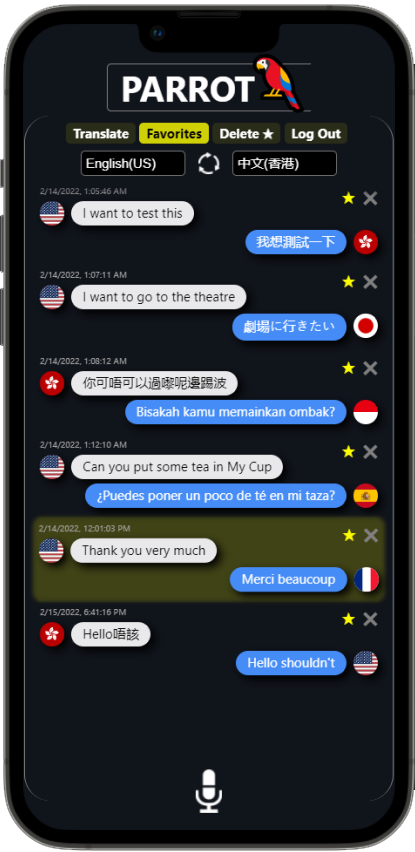 PARROT
Translate Favorites Delete ★ Log Out
English(US) 中文(香港)
2/14/2022, 1:05:46 AM
I want to test this
我想測試一下
2/14/2022, 1:07:11 AM
I want to go to the theatre
劇場に行きたい
2/14/2022, 1:08:12 AM
你可唔可以過嚟呢邊踢波
Bisakah kamu memainkan ombak?
2/14/2022, 1:12:10 AM
Can you put some tea in My Cup
¿Puedes poner un poco de té en mi taza?
2/14/2022, 12:01:03 PM
Thank you very much
Merci beaucoup
2/15/2022, 6:41:16 PM
Hello唔該
Hello shouldn't